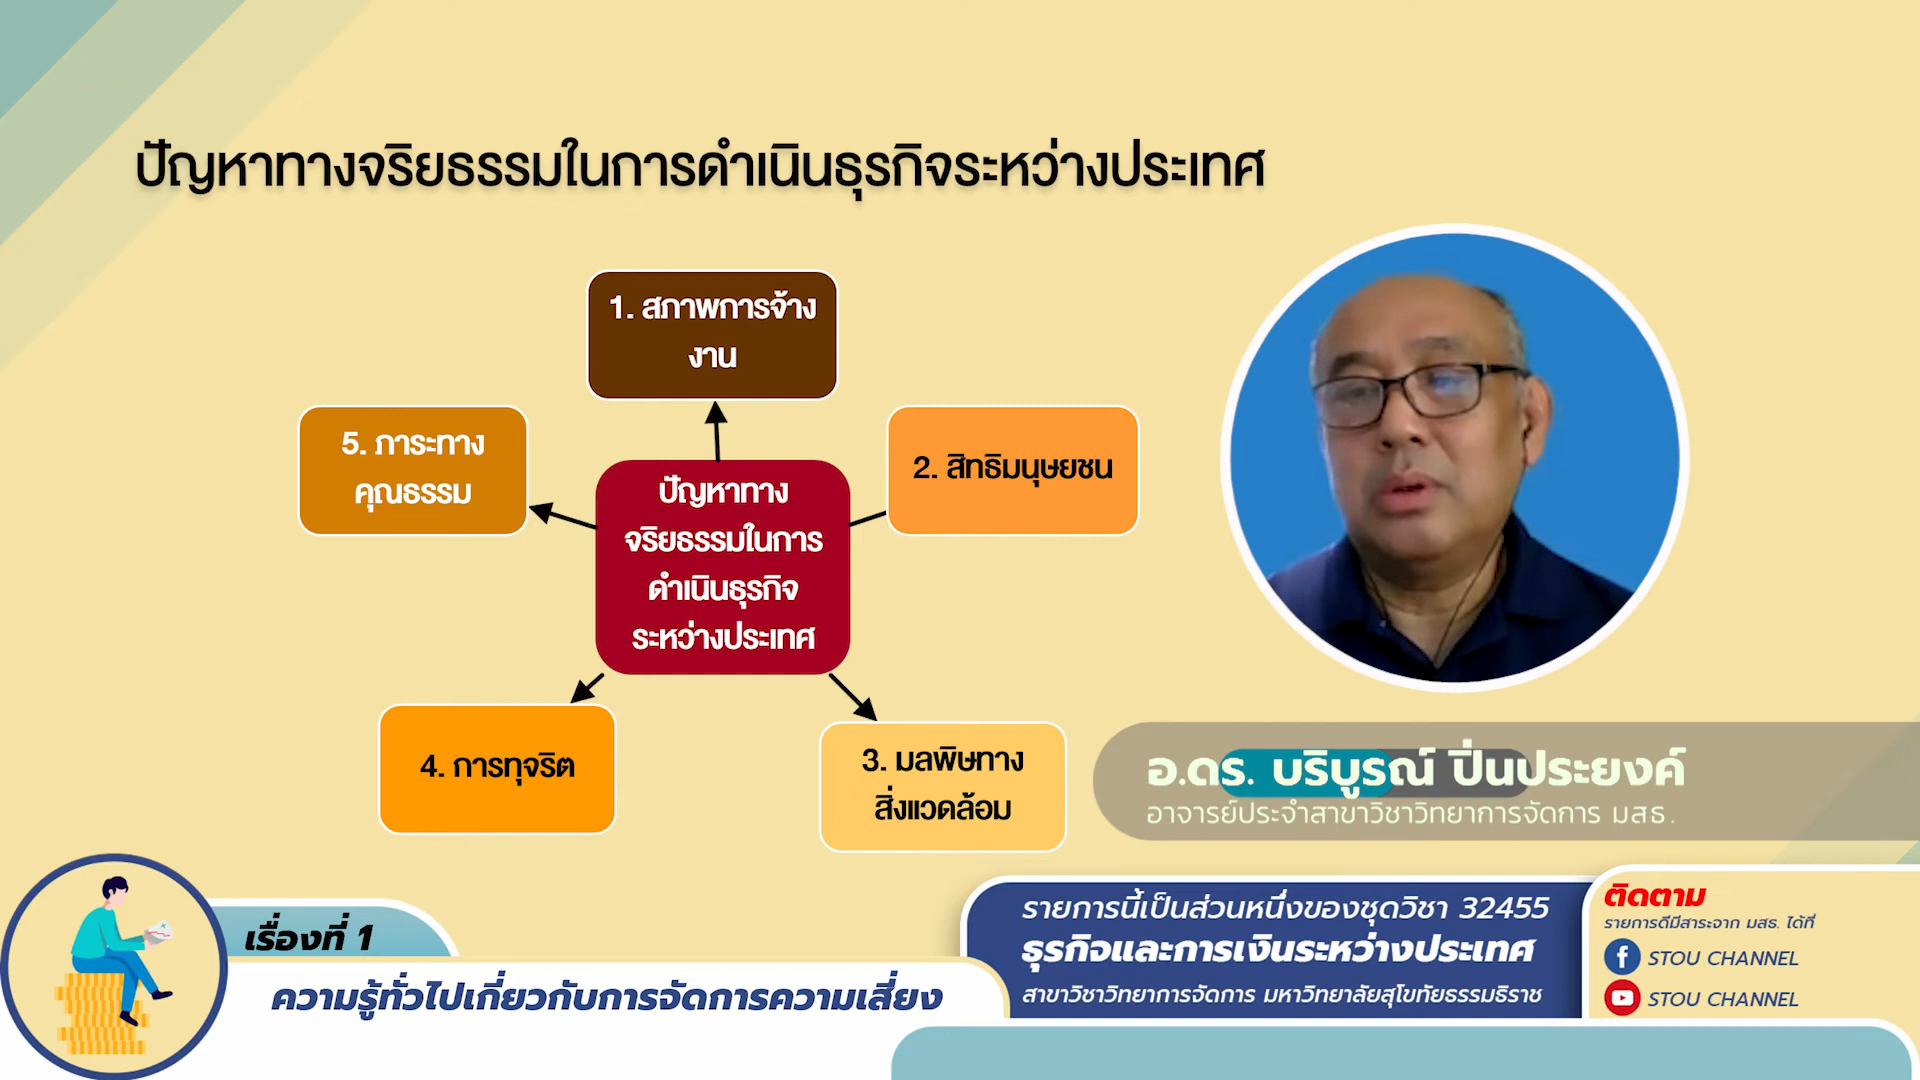 ปัญหาทางจริยธรรมในการดำเนินธุรกิจระหว่างประเทศ
1. สภาพการจ้าง
งาน
5. ภาระทาง
คุณธรรม
2. สิทธิมนุษยชน
ปัญหาทาง
จริยธรรมในการ
ดำเนินธุรกิจ
ระหว่างประเทศ
4. การทุจริต
3. มลพิษทาง
สิ่งแวดล้อม
อ.ดร. บริบูรณ์ ปิ่นประยงค์
อาจารย์ประจำสาขาวิชาวิทยาการจัดการ มสธ.
เรื่องที่ 1
ความรู้ทั่วไปเกี่ยวกับการจัดการความเสี่ยง
รายการนี้เป็นส่วนหนึ่งของชุดวิชา 32455
ธุรกิจและการเงินระหว่างประเทศ
สาขาวิชาวิทยาการจัดการ มหาวิทยาลัยสุโขทัยธรรมธิราช
ติดตาม
รายการดีมีสาระจาก มสธ. ได้ที่
STOU CHANNEL
STOU CHANNEL